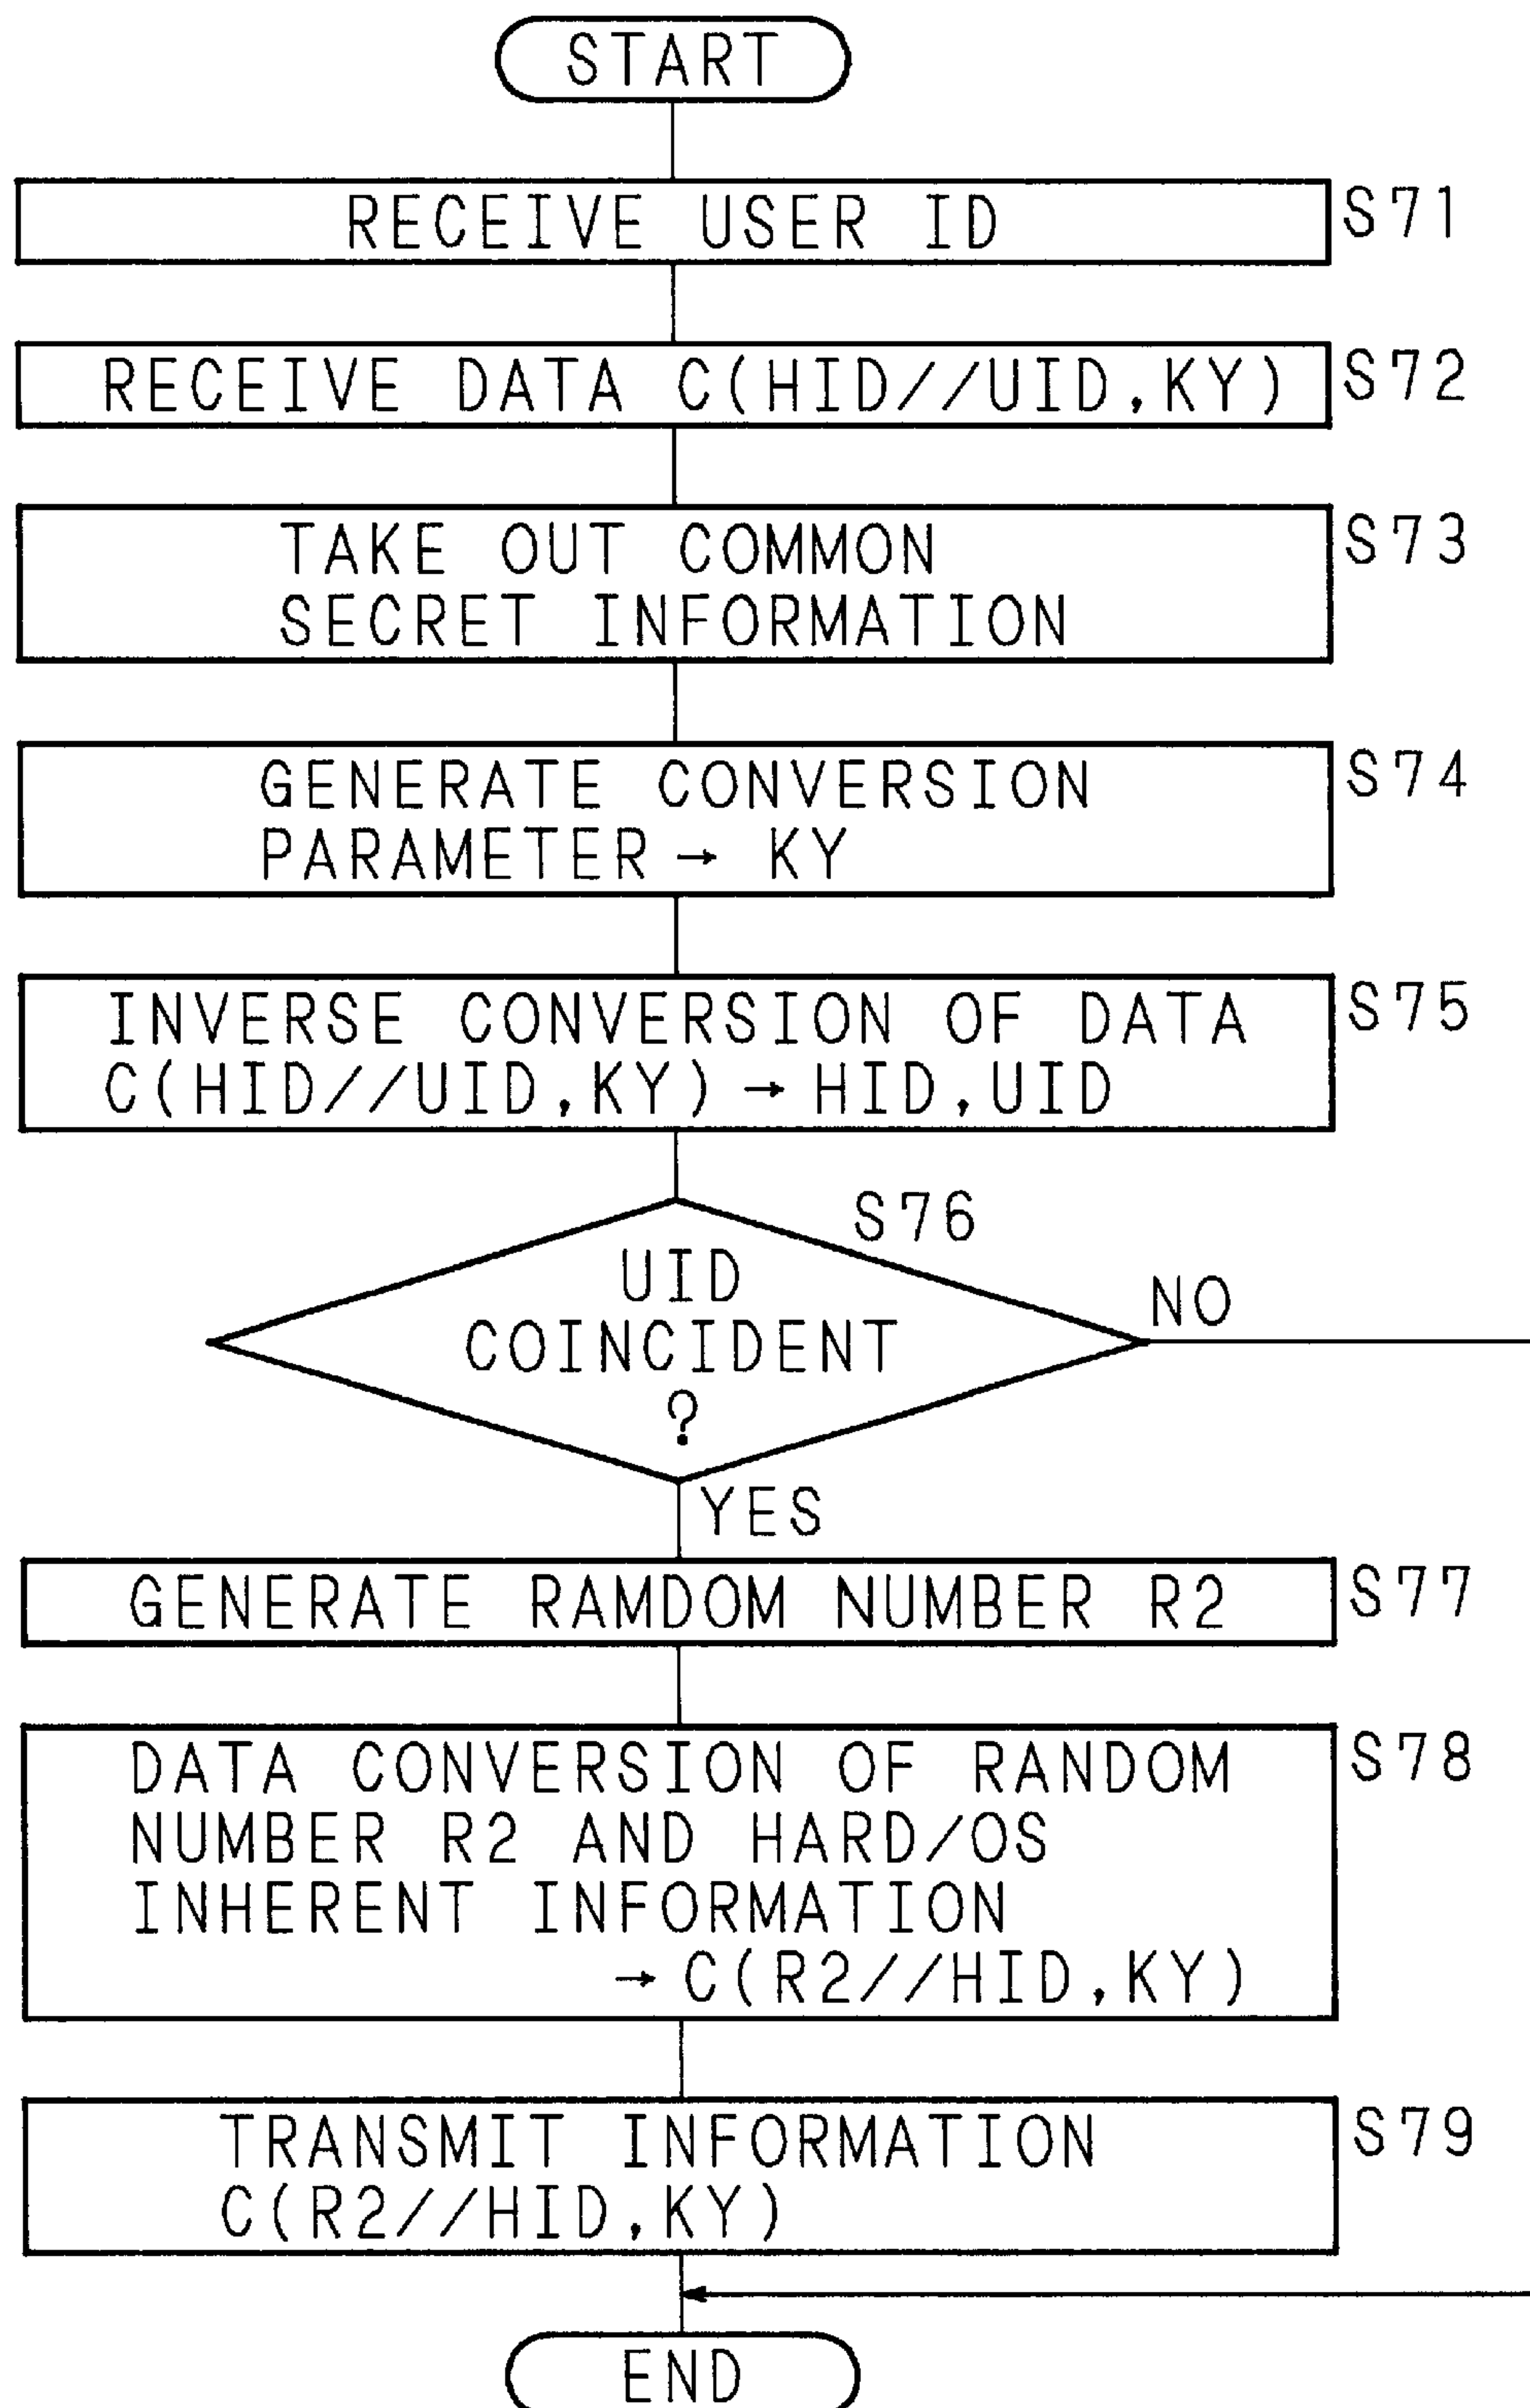 START
RECEIVE USER ID S71
RECEIVE DATA C(HID//UID,KY) S72
TAKE OUT COMMON S73
SECRET INFORMATION
GENERATE CONVERSION S74
PARAMETER → KY
INVERSE CONVERSION OF DATA S75
C(HID//UID,KY) → HID,UID
S76
UID
NO
COINCIDENT
?
YES
GENERATE RAMDOM NUMBER R2 S77
DATA CONVERSION OF RANDOM S78
NUMBER R2 AND HARD/OS
INHERENT INFORMATION
→ C(R2//HID,KY)
TRANSMIT INFORMATION S79
C(R2//HID,KY)
END